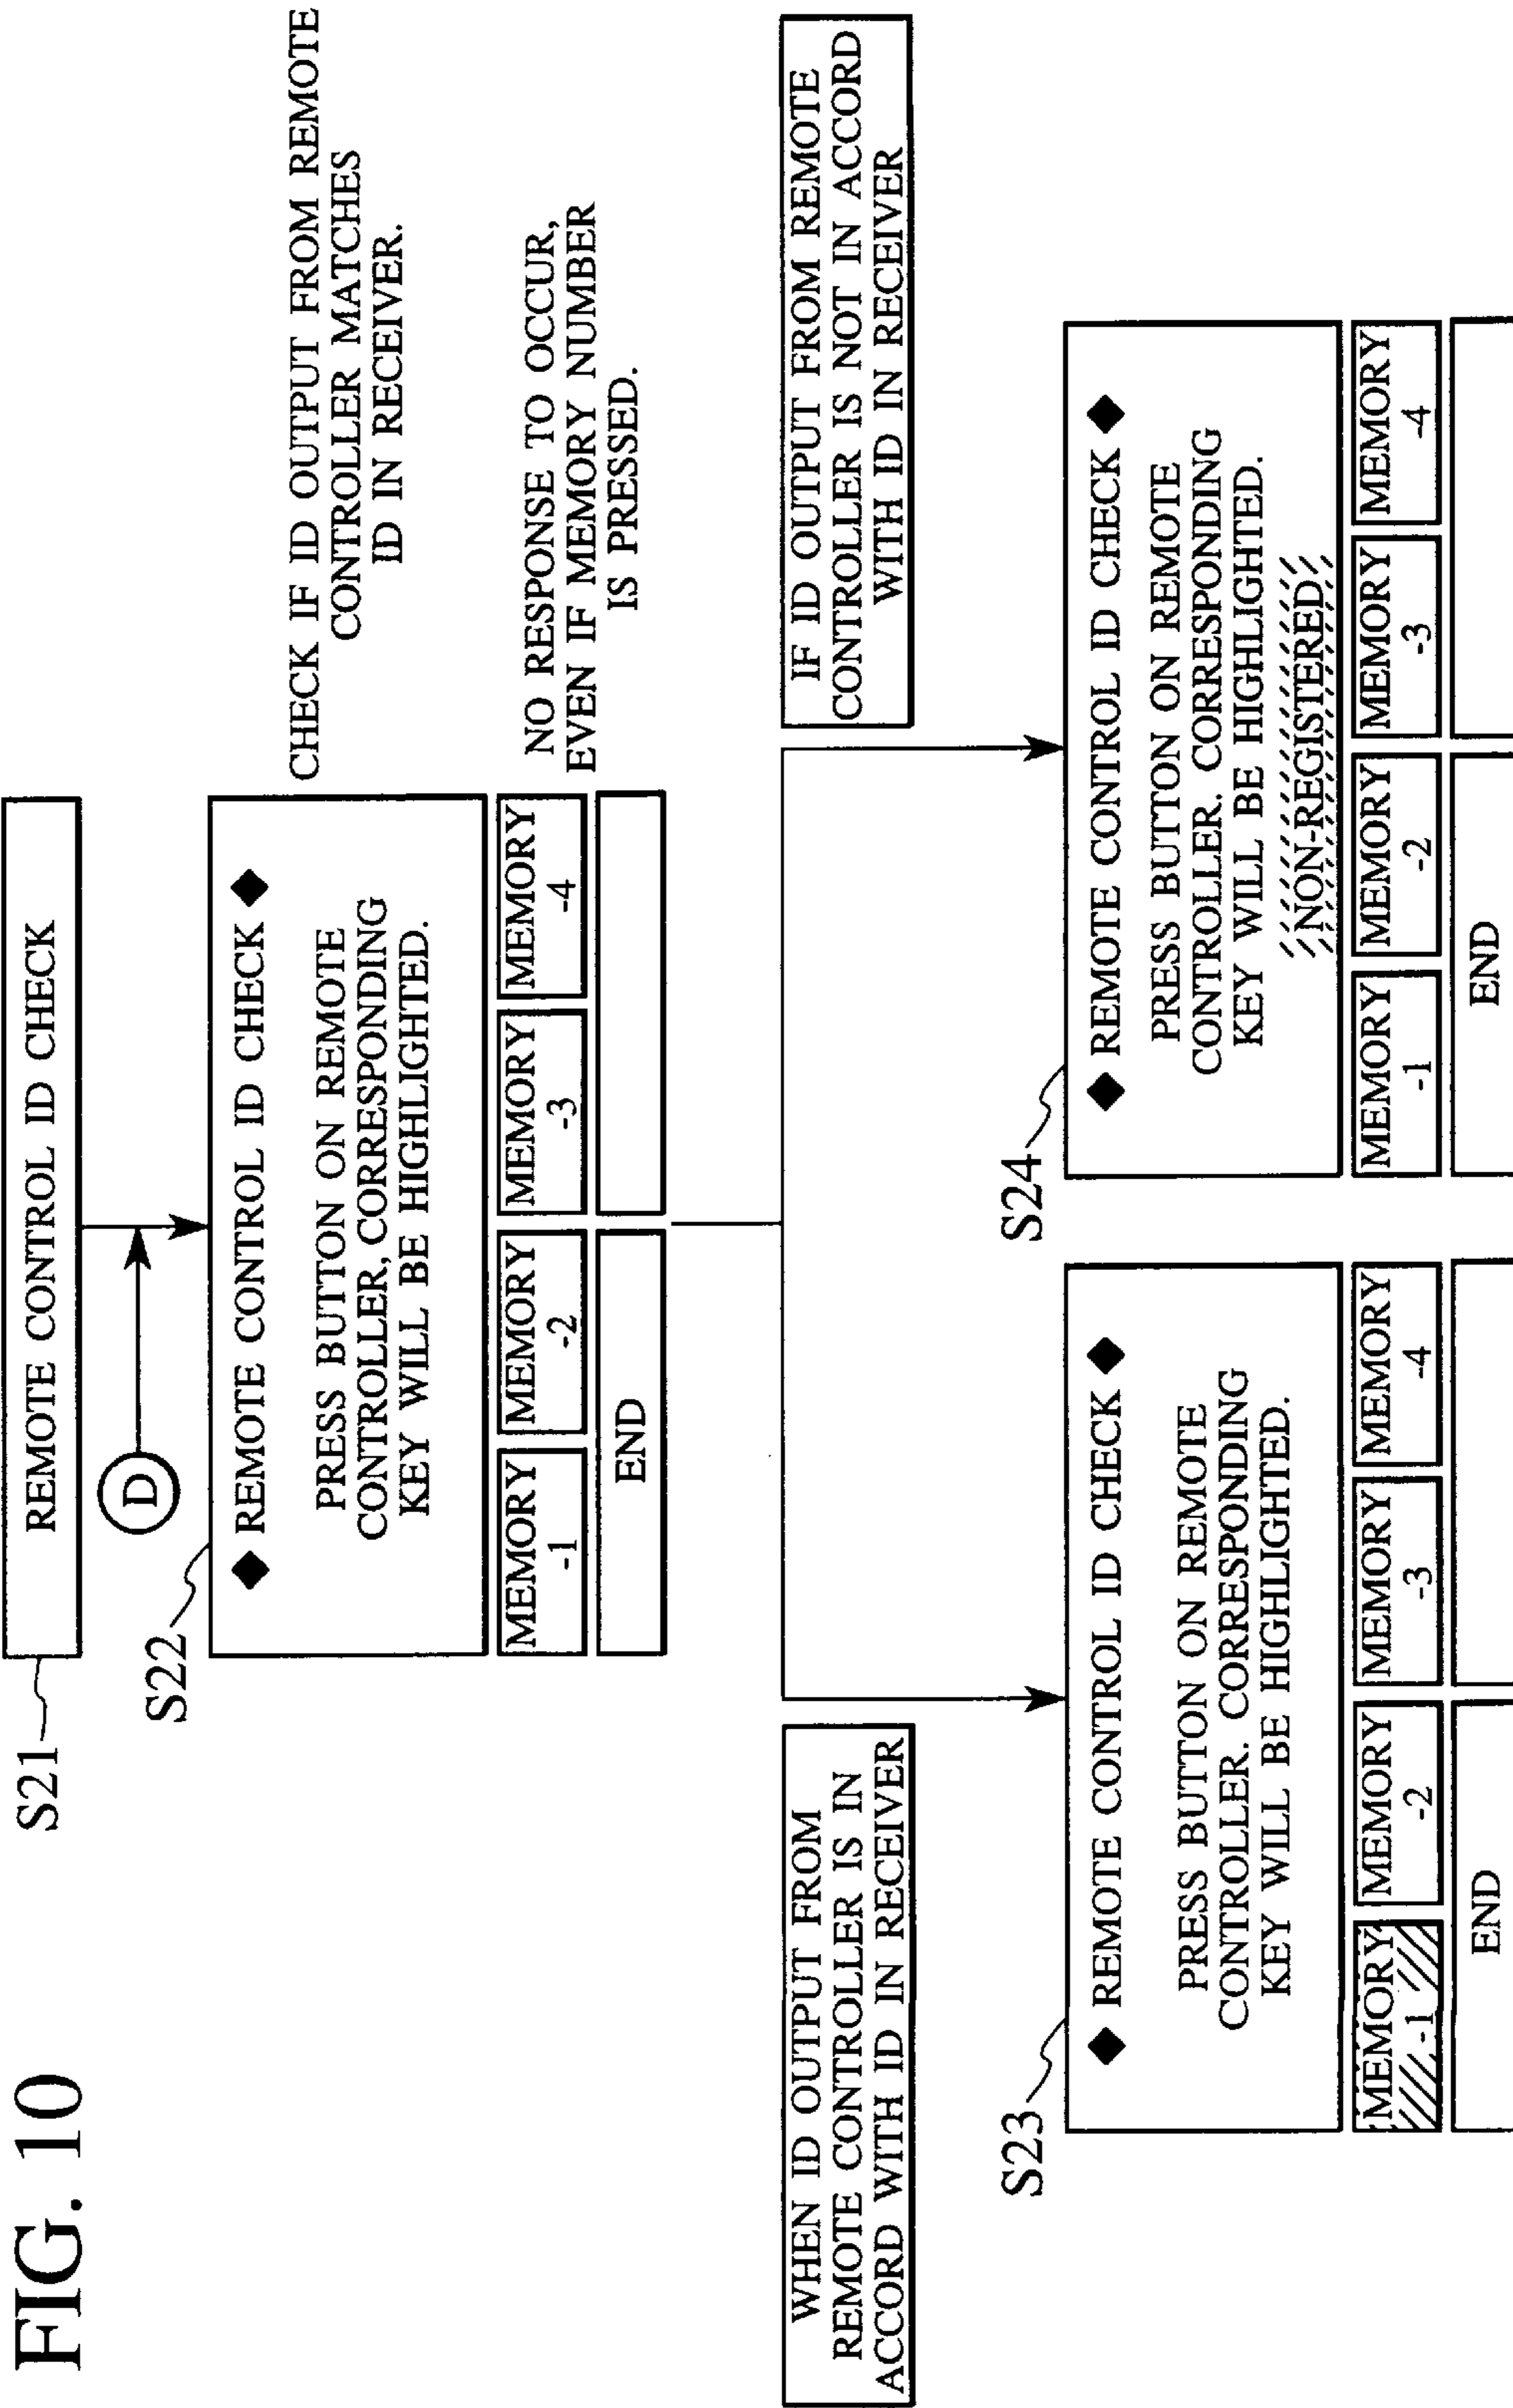 FIG. 10
S21
REMOTE CONTROL ID CHECK
D
S22
◆ REMOTE CONTROL ID CHECK ◆
PRESS BUTTON ON REMOTE
CONTROLLER, CORRESPONDING
KEY WILL BE HIGHLIGHTED.
MEMORY
-1
MEMORY
-2
MEMORY
-3
MEMORY
-4
END
CHECK IF ID OUTPUT FROM REMOTE
CONTROLLER MATCHES
ID IN RECEIVER.
NO RESPONSE TO OCCUR,
EVEN IF MEMORY NUMBER
IS PRESSED.
WHEN ID OUTPUT FROM
REMOTE CONTROLLER IS IN
ACCORD WITH ID IN RECEIVER
IF ID OUTPUT FROM REMOTE
CONTROLLER IS NOT IN ACCORD
WITH ID IN RECEIVER
S23
◆ REMOTE CONTROL ID CHECK ◆
PRESS BUTTON ON REMOTE
CONTROLLER. CORRESPONDING
KEY WILL BE HIGHLIGHTED.
MEMORY
-1
MEMORY
-2
MEMORY
-3
MEMORY
-4
END
S24
◆ REMOTE CONTROL ID CHECK ◆
PRESS BUTTON ON REMOTE
CONTROLLER. CORRESPONDING
KEY WILL BE HIGHLIGHTED.
NON-REGISTERED
MEMORY
-1
MEMORY
-2
MEMORY
-3
MEMORY
-4
END